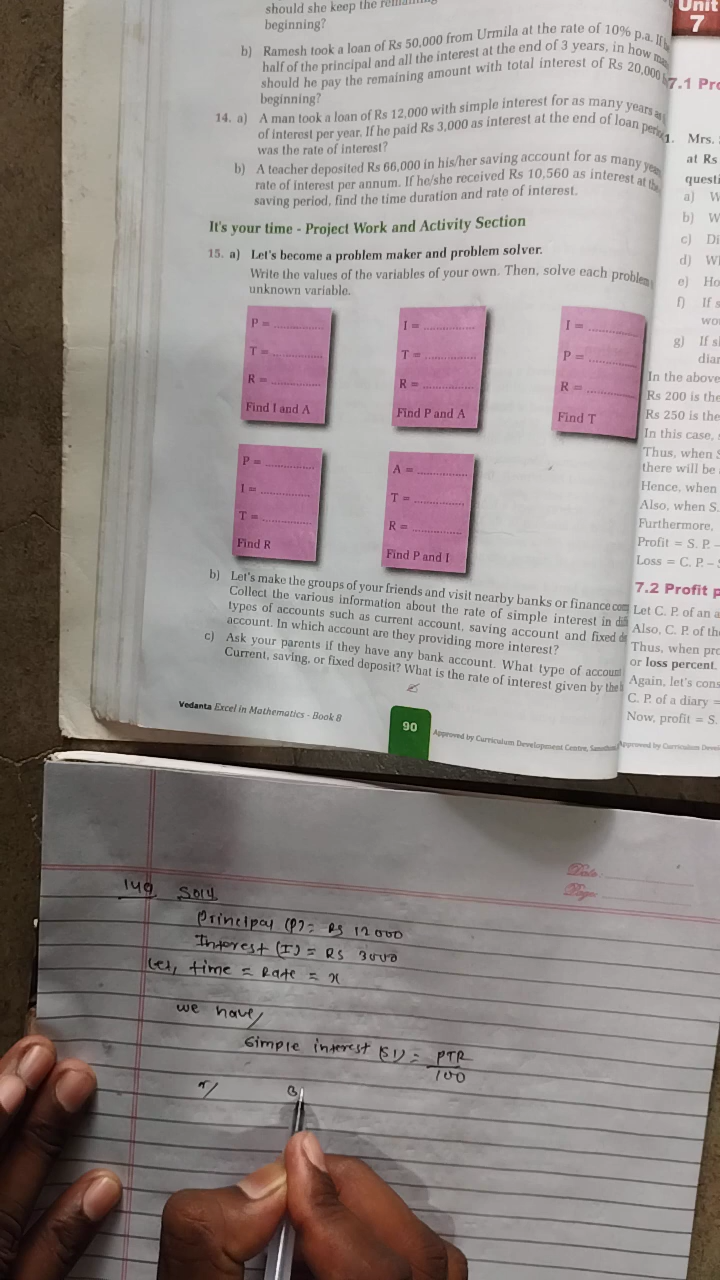 should she keep the
beginning?
b) Ramesh took a loan of Rs 50,000 from Urmila at the rate of 10% p.a. If
half of the principal and all the interest at the end of 3 years, in how
should he pay the remaining amount with total interest of Rs 20,000
beginning?
14. a) A man took a loan of Rs 12,000 with simple interest for as many years as
of interest per year. If he paid Rs 3,000 as interest at the end of loan
was the rate of interest?
b) A teacher deposited Rs 66,000 in his/her saving account for as many
rate of interest per annum. If he/she received Rs 10,560 as interest at the
saving period, find the time duration and rate of interest.
It's your time - Project Work and Activity Section
15. a) Let's become a problem maker and problem solver.
Write the values of the variables of your own. Then, solve each problem
unknown variable.
P = ..............
T = ..............
R = ..............
Find I and A
I = ..............
T = ..............
R = ..............
Find P and A
I = ..............
P = ..............
R = ..............
Find T
P = ..............
I = ..............
T = ..............
Find R
A = ..............
T = ..............
R = ..............
Find P and I
b) Let's make the groups of your friends and visit nearby banks or finance
Collect the various information about the rate of simple interest in
types of accounts such as current account, saving account and fixed
account. In which account are they providing more interest?
c) Ask your parents if they have any bank account. What type of
Current, saving, or fixed deposit? What is the rate of interest given by
Vedanta Excel in Mathematics - Book 8
90
Approved by Curriculum Development Centre,
Unit
7
7.1
1. Mrs.
at Rs
a) W
b) W
c) Di
d)
e)
f) If s
g) If
In the above
Rs 200 is the
Rs 250 is the
In this case,
Thus, when S
there will be
Hence, when
Also, when S.
Furthermore,
Profit = S. P. -
Loss = C. P. -
7.2 Profit
Let C. P. of an a
Also, C. P. of the
Thus, when
or loss percent.
Again, let's
C. P. of a diary =
Now, profit = S.
Approved by Curriculum
Date:
Page:
14a Soln
Principal (P) = Rs 12000
Interest (I) = RS 3000
Let, time = Rate = x
we have,
Simple interest (SI) = PTR
100